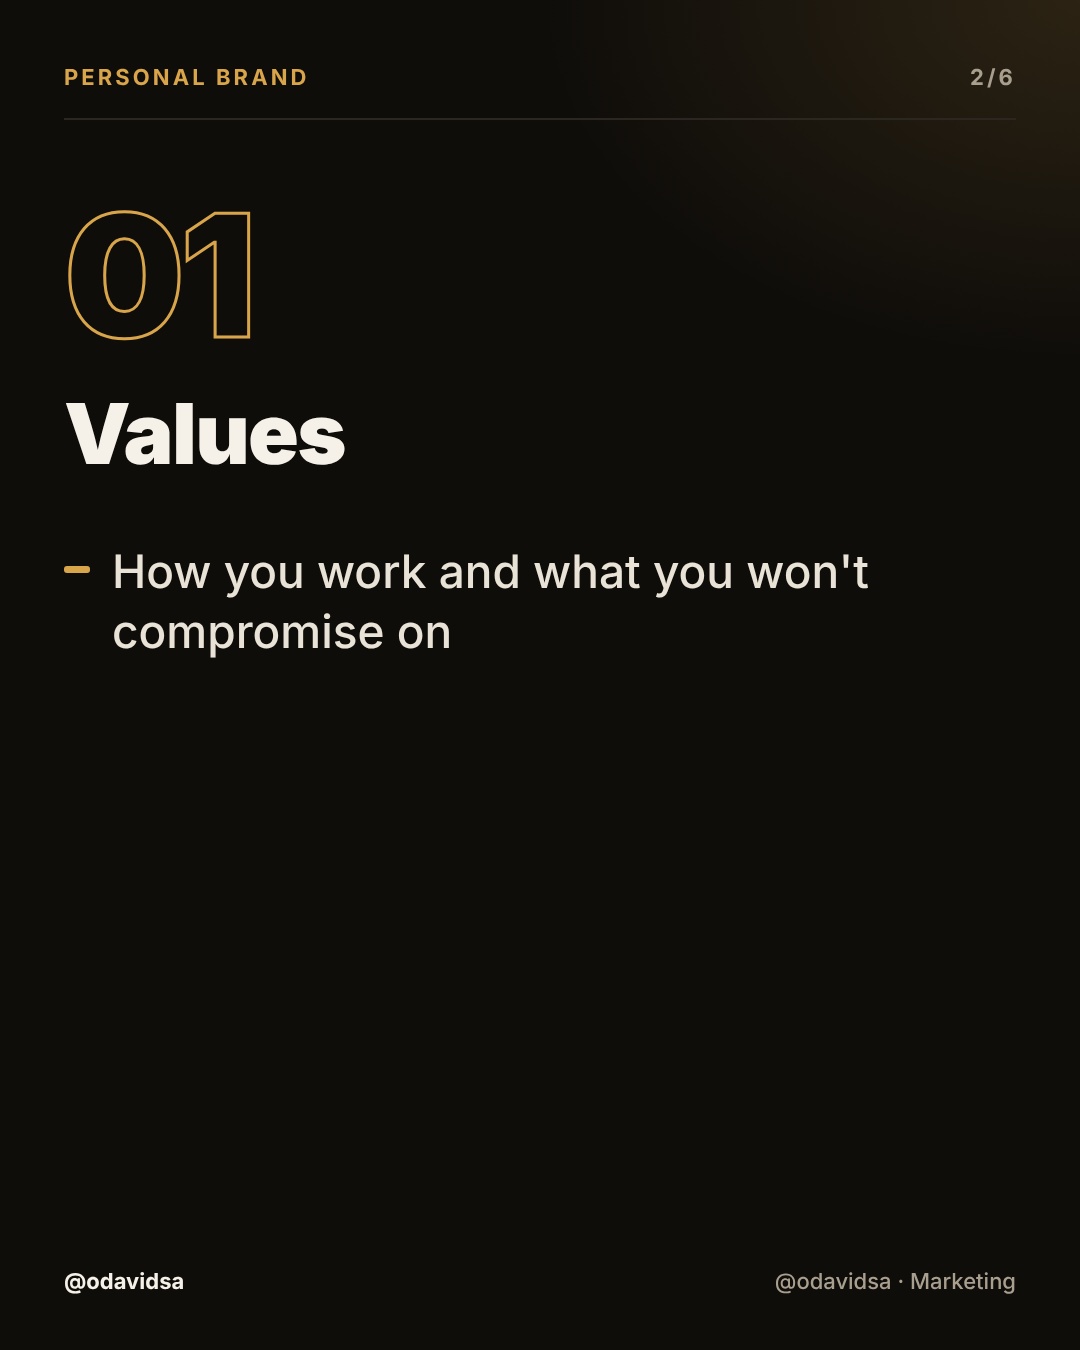 PERSONAL BRAND
2/6
01
Values
How you work and what you won't
compromise on
@odavidsa
@odavidsa · Marketing